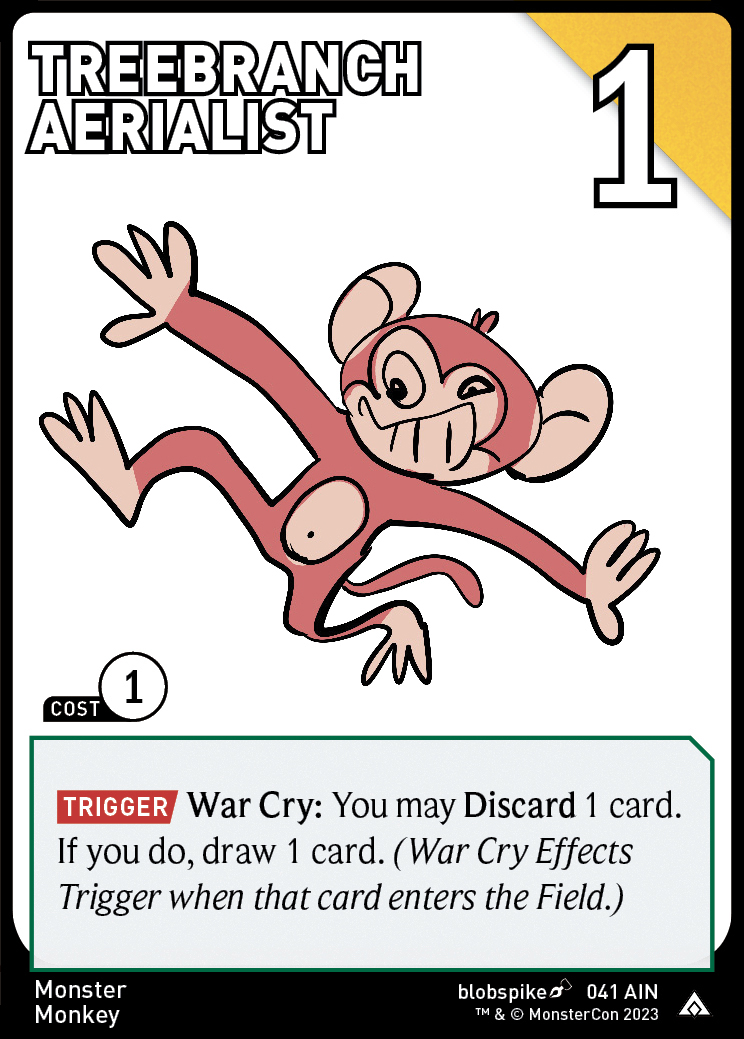 TREEBRANCH
AERIALIST
1
COST 1
TRIGGER War Cry: You may Discard 1 card.
If you do, draw 1 card. (War Cry Effects
Trigger when that card enters the Field.)
Monster
Monkey
blobspike 041 AIN
™ & © MonsterCon 2023